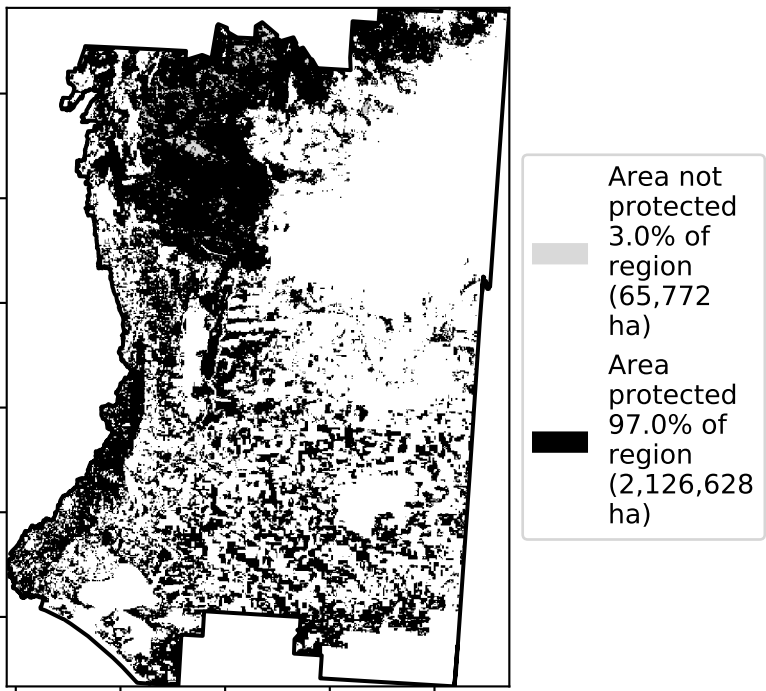 Area not
protected
3.0% of
region
(65,772
ha)
Area
protected
97.0% of
region
(2,126,628
ha)